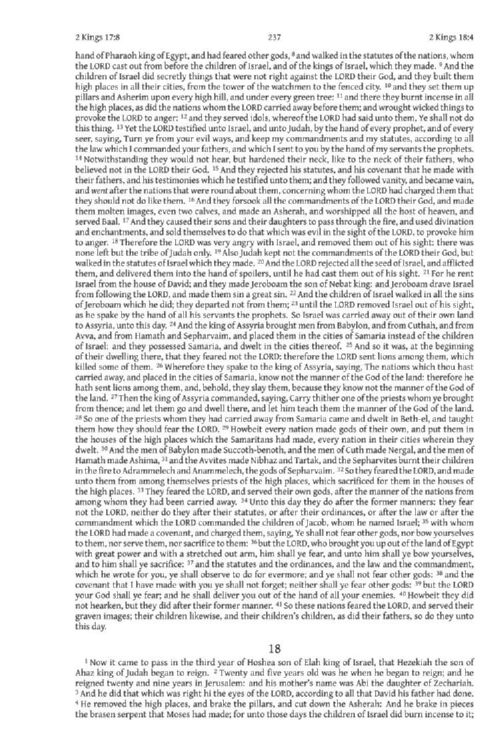 2 Kings 17:8 237 2 Kings 18:4
hand of Pharaoh king of Egypt, and had feared other gods, 8 and walked in the statutes of the nations, whom
the LORD cast out from before the children of Israel, and of the kings of Israel, which they made. 9 And the
children of Israel did secretly things that were not right against the LORD their God, and they built them
high places in all their cities, from the tower of the watchmen to the fenced city. 10 and they set them up
pillars and Asherim upon every high hill, and under every green tree: 11 and there they burnt incense in all
the high places, as did the nations whom the LORD carried away before them; and wrought wicked things to
provoke the LORD to anger: 12 and they served idols, whereof the LORD had said unto them, Ye shall not do
this thing. 13 Yet the LORD testified unto Israel, and unto Judah, by the hand of every prophet, and of every
seer, saying, Turn ye from your evil ways, and keep my commandments and my statutes, according to all
the law which I commanded your fathers, and which I sent to you by the hand of my servants the prophets.
14 Notwithstanding they would not hear, but hardened their neck, like to the neck of their fathers, who
believed not in the LORD their God. 15 And they rejected his statutes, and his covenant that he made with
their fathers, and his testimonies which he testified unto them; and they followed vanity, and became vain,
and went after the nations that were round about them, concerning whom the LORD had charged them that
they should not do like them. 16 And they forsook all the commandments of the LORD their God, and made
them molten images, even two calves, and made an Asherah, and worshipped all the host of heaven, and
served Baal. 17 And they caused their sons and their daughters to pass through the fire, and used divination
and enchantments, and sold themselves to do that which was evil in the sight of the LORD, to provoke him
to anger. 18 Therefore the LORD was very angry with Israel, and removed them out of his sight: there was
none left but the tribe of Judah only. 19 Also Judah kept not the commandments of the LORD their God, but
walked in the statutes of Israel which they made. 20 And the LORD rejected all the seed of Israel, and afflicted
them, and delivered them into the hand of spoilers, until he had cast them out of his sight. 21 For he rent
Israel from the house of David; and they made Jeroboam the son of Nebat king: and Jeroboam drave Israel
from following the LORD, and made them sin a great sin. 22 And the children of Israel walked in all the sins
of Jeroboam which he did; they departed not from them; 23 until the LORD removed Israel out of his sight,
as he spake by the hand of all his servants the prophets. So Israel was carried away out of their own land
to Assyria, unto this day. 24 And the king of Assyria brought men from Babylon, and from Cuthah, and from
Avva, and from Hamath and Sepharvaim, and placed them in the cities of Samaria instead of the children
of Israel: and they possessed Samaria, and dwelt in the cities thereof. 25 And so it was, at the beginning
of their dwelling there, that they feared not the LORD: therefore the LORD sent lions among them, which
killed some of them. 26 Wherefore they spake to the king of Assyria, saying, The nations which thou hast
carried away, and placed in the cities of Samaria, know not the manner of the God of the land: therefore he
hath sent lions among them, and, behold, they slay them, because they know not the manner of the God of
the land. 27 Then the king of Assyria commanded, saying, Carry thither one of the priests whom ye brought
from thence; and let them go and dwell there, and let him teach them the manner of the God of the land.
28 So one of the priests whom they had carried away from Samaria came and dwelt in Beth-el, and taught
them how they should fear the LORD. 29 Howbeit every nation made gods of their own, and put them in
the houses of the high places which the Samaritans had made, every nation in their cities wherein they
dwelt. 30 And the men of Babylon made Succoth-benoth, and the men of Cuth made Nergal, and the men of
Hamath made Ashima, 31 and the Avvites made Nibhaz and Tartak, and the Sepharvites burnt their children
in the fire to Adrammelech and Anammelech, the gods of Sepharvaim. 32 So they feared the LORD, and made
unto them from among themselves priests of the high places, which sacrificed for them in the houses of
the high places. 33 They feared the LORD, and served their own gods, after the manner of the nations from
among whom they had been carried away. 34 Unto this day they do after the former manners: they fear
not the LORD, neither do they after their statutes, or after their ordinances, or after the law or after the
commandment which the LORD commanded the children of Jacob, whom he named Israel; 35 with whom
the LORD had made a covenant, and charged them, saying, Ye shall not fear other gods, nor bow yourselves
to them, nor serve them, nor sacrifice to them: 36 but the LORD, who brought you up out of the land of Egypt
with great power and with a stretched out arm, him shall ye fear, and unto him shall ye bow yourselves,
and to him shall ye sacrifice: 37 and the statutes and the ordinances, and the law and the commandment,
which he wrote for you, ye shall observe to do for evermore; and ye shall not fear other gods: 38 and the
covenant that I have made with you ye shall not forget; neither shall ye fear other gods: 39 but the LORD
your God shall ye fear; and he shall deliver you out of the hand of all your enemies. 40 Howbeit they did
not hearken, but they did after their former manner. 41 So these nations feared the LORD, and served their
graven images; their children likewise, and their children's children, as did their fathers, so do they unto
this day.
18
1 Now it came to pass in the third year of Hoshea son of Elah king of Israel, that Hezekiah the son of
Ahaz king of Judah began to reign. 2 Twenty and five years old was he when he began to reign; and he
reigned twenty and nine years in Jerusalem: and his mother's name was Abi the daughter of Zechariah.
3 And he did that which was right hi the eyes of the LORD, according to all that David his father had done.
4 He removed the high places, and brake the pillars, and cut down the Asherah: And he brake in pieces
the brasen serpent that Moses had made; for unto those days the children of Israel did burn incense to it;